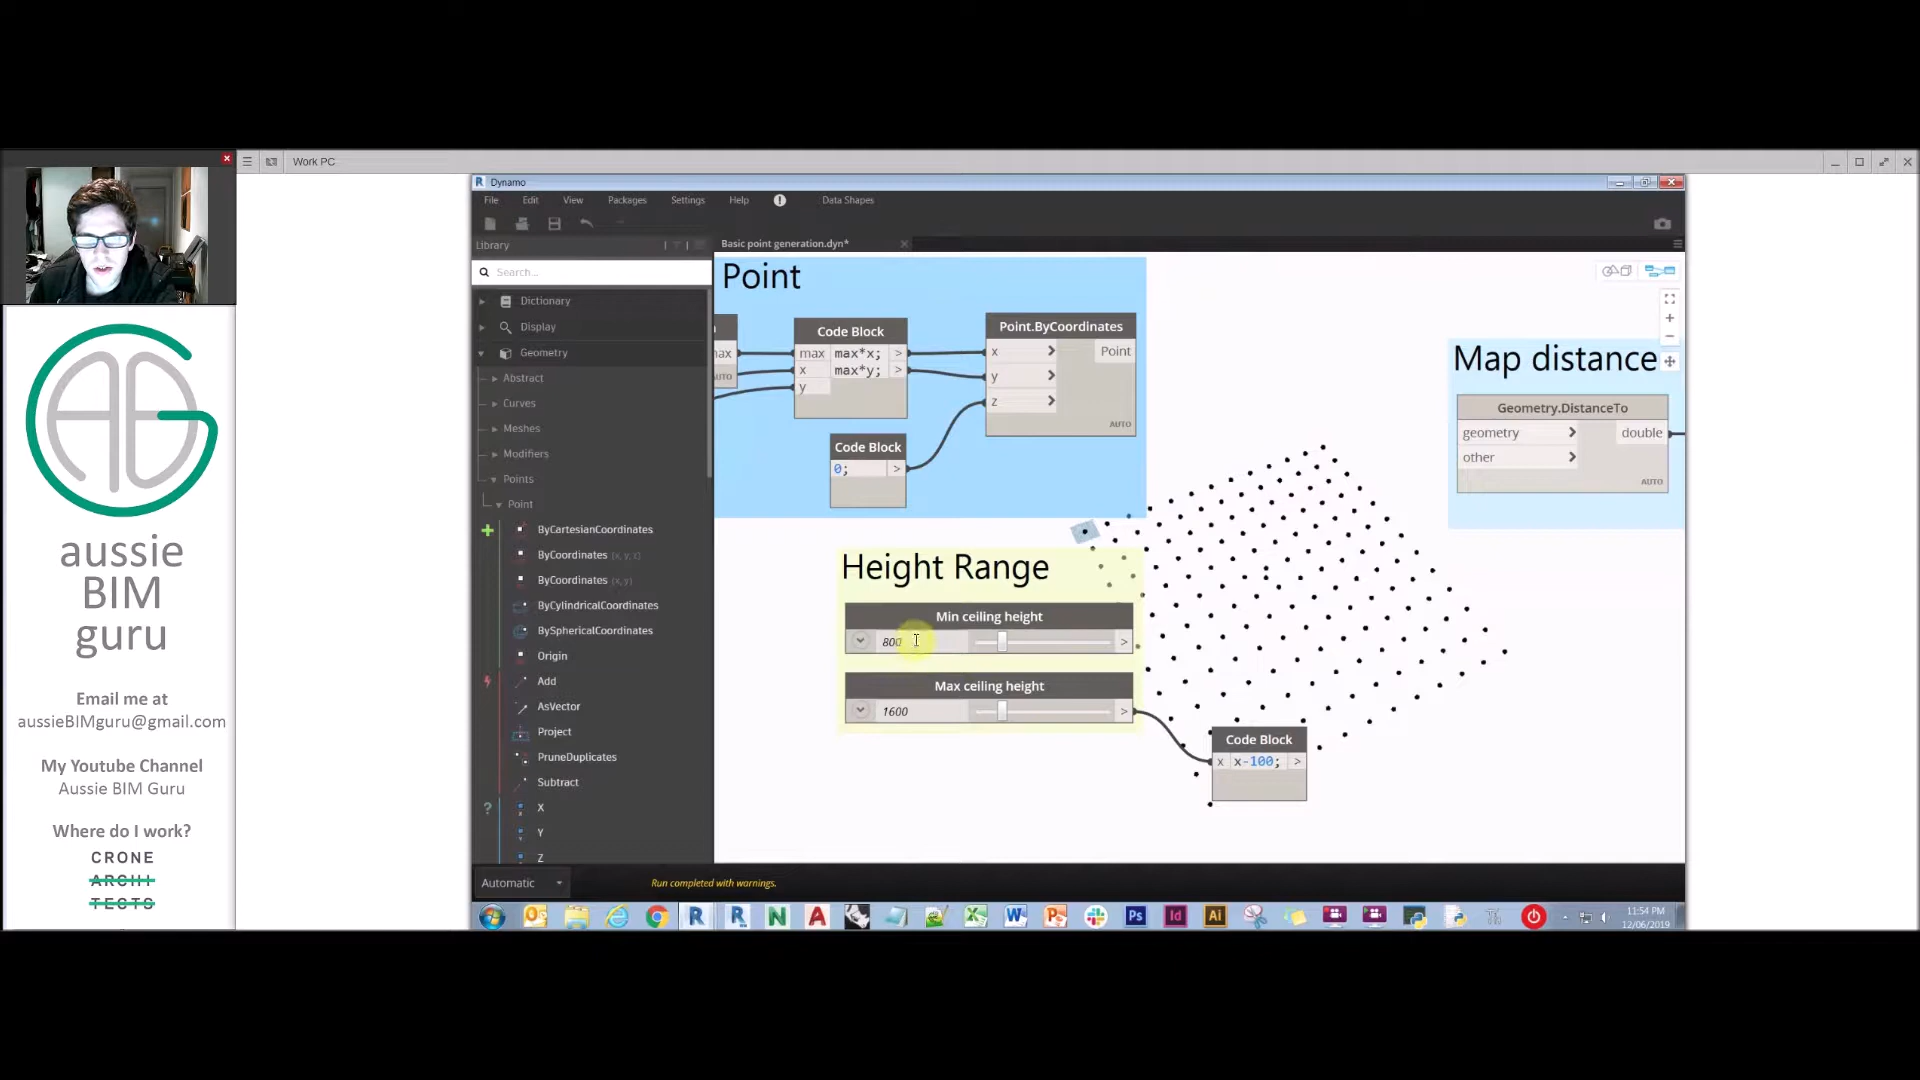 Work PC
Dynamo
File Edit View Packages Settings Help Data Shapes
Library
Basic point generation.dyn*
Search...
Dictionary
Display
Geometry
Abstract
Curves
Meshes
Modifiers
Points
Point
ByCartesianCoordinates
ByCoordinates (x, y, z)
ByCoordinates (x, y)
ByCylindricalCoordinates
BySphericalCoordinates
Origin
Add
AsVector
Project
PruneDuplicates
Subtract
X
Y
Z
Point
max
AUTO
Code Block
max max*x; >
x max*y; >
y
Code Block
0; >
Point.ByCoordinates
x > Point
y >
z >
AUTO
Map distance
Geometry.DistanceTo
geometry > double
other >
AUTO
Height Range
Min ceiling height
800 >
Max ceiling height
1600 >
Code Block
x x-100; >
Automatic
Run completed with warnings.
11:54 PM
12/06/2019
aussie
BIM
guru
Email me at
aussieBIMguru@gmail.com
My Youtube Channel
Aussie BIM Guru
Where do I work?
CRONE
ARCHI
TECTS